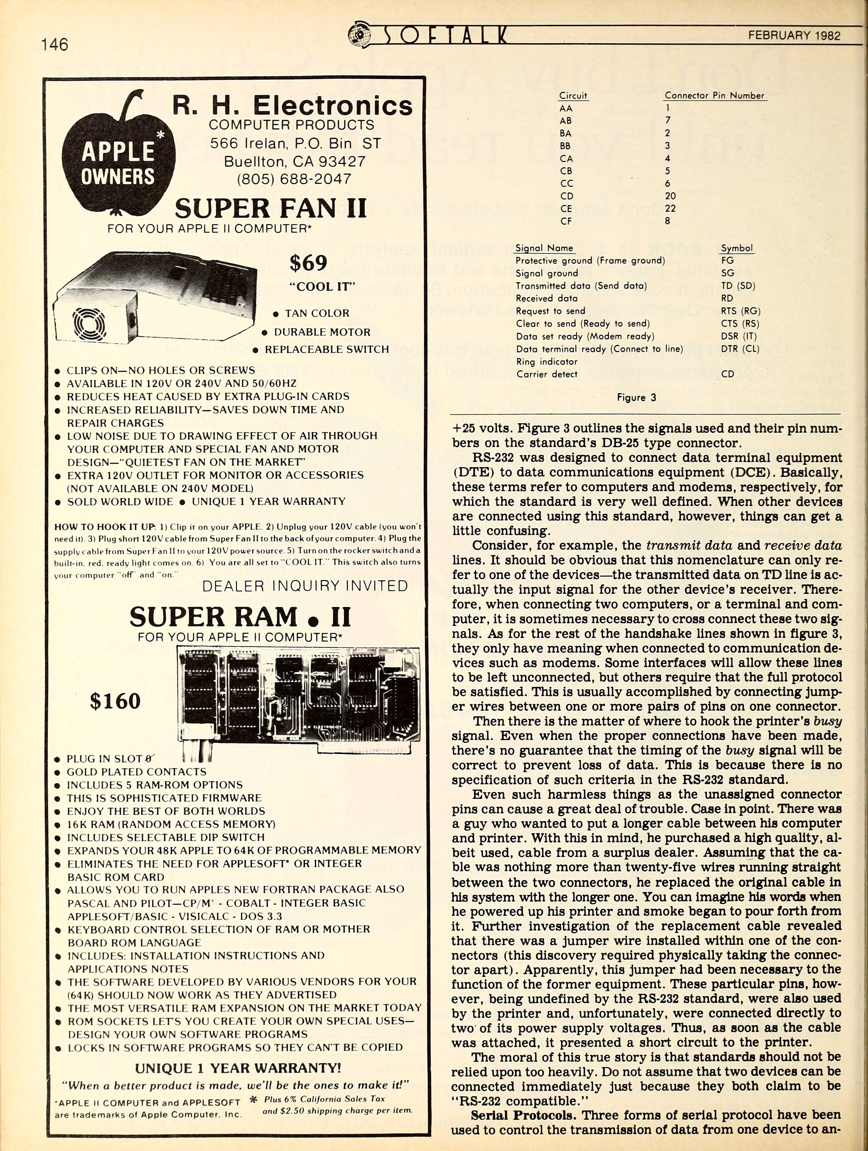 146
SOFTALK
FEBRUARY 1982
APPLE*
OWNERS
R. H. Electronics
COMPUTER PRODUCTS
566 Irelan, P.O. Bin ST
Buellton, CA 93427
(805) 688-2047
SUPER FAN II
FOR YOUR APPLE II COMPUTER*
$69
"COOL IT"
• TAN COLOR
• DURABLE MOTOR
• REPLACEABLE SWITCH
• CLIPS ON—NO HOLES OR SCREWS
• AVAILABLE IN 120V OR 240V AND 50/60HZ
• REDUCES HEAT CAUSED BY EXTRA PLUG-IN CARDS
• INCREASED RELIABILITY—SAVES DOWN TIME AND
REPAIR CHARGES
• LOW NOISE DUE TO DRAWING EFFECT OF AIR THROUGH
YOUR COMPUTER AND SPECIAL FAN AND MOTOR
DESIGN—"QUIETEST FAN ON THE MARKET"
• EXTRA 120V OUTLET FOR MONITOR OR ACCESSORIES
(NOT AVAILABLE ON 240V MODEL)
• SOLD WORLD WIDE • UNIQUE 1 YEAR WARRANTY
HOW TO HOOK IT UP: 1) Clip it on your APPLE. 2) Unplug your 120V cable (you won't
need it). 3) Plug short 120V cable from Super Fan II to the back of your computer. 4) Plug the
supply cable from Super Fan II to your 120V power source. 5) Turn on the rocker switch and a
built-in, red, ready light comes on. 6) You are all set to "COOL IT." This switch also turns
your computer "off" and "on."
DEALER INQUIRY INVITED
SUPER RAM • II
FOR YOUR APPLE II COMPUTER*
$160
• PLUG IN SLOT 0
• GOLD PLATED CONTACTS
• INCLUDES 5 RAM-ROM OPTIONS
• THIS IS SOPHISTICATED FIRMWARE
• ENJOY THE BEST OF BOTH WORLDS
• 16K RAM (RANDOM ACCESS MEMORY)
• INCLUDES SELECTABLE DIP SWITCH
• EXPANDS YOUR 48K APPLE TO 64K OF PROGRAMMABLE MEMORY
• ELIMINATES THE NEED FOR APPLESOFT* OR INTEGER
BASIC ROM CARD
• ALLOWS YOU TO RUN APPLES NEW FORTRAN PACKAGE ALSO
PASCAL AND PILOT—CP/M* - COBALT - INTEGER BASIC
APPLESOFT/BASIC - VISICALC - DOS 3.3
• KEYBOARD CONTROL SELECTION OF RAM OR MOTHER
BOARD ROM LANGUAGE
• INCLUDES: INSTALLATION INSTRUCTIONS AND
APPLICATIONS NOTES
• THE SOFTWARE DEVELOPED BY VARIOUS VENDORS FOR YOUR
(64K) SHOULD NOW WORK AS THEY ADVERTISED
• THE MOST VERSATILE RAM EXPANSION ON THE MARKET TODAY
• ROM SOCKETS LET'S YOU CREATE YOUR OWN SPECIAL USES—
DESIGN YOUR OWN SOFTWARE PROGRAMS
• LOCKS IN SOFTWARE PROGRAMS SO THEY CAN'T BE COPIED
UNIQUE 1 YEAR WARRANTY!
"When a better product is made, we'll be the ones to make it!"
*APPLE II COMPUTER and APPLESOFT
are trademarks of Apple Computer, Inc.
* Plus 6% California Sales Tax
and $2.50 shipping charge per item.
Circuit Connector Pin Number
AA 1
AB 7
BA 2
BB 3
CA 4
CB 5
CC 6
CD 20
CE 22
CF 8
Signal Name Symbol
Protective ground (Frame ground) FG
Signal ground SG
Transmitted data (Send data) TD (SD)
Received data RD
Request to send RTS (RG)
Clear to send (Ready to send) CTS (RS)
Data set ready (Modem ready) DSR (IT)
Data terminal ready (Connect to line) DTR (CL)
Ring indicator
Carrier detect CD
Figure 3
+25 volts. Figure 3 outlines the signals used and their pin num-
bers on the standard's DB-25 type connector.
RS-232 was designed to connect data terminal equipment
(DTE) to data communications equipment (DCE). Basically,
these terms refer to computers and modems, respectively, for
which the standard is very well defined. When other devices
are connected using this standard, however, things can get a
little confusing.
Consider, for example, the transmit data and receive data
lines. It should be obvious that this nomenclature can only re-
fer to one of the devices—the transmitted data on TD line is ac-
tually the input signal for the other device's receiver. There-
fore, when connecting two computers, or a terminal and com-
puter, it is sometimes necessary to cross connect these two sig-
nals. As for the rest of the handshake lines shown in figure 3,
they only have meaning when connected to communication de-
vices such as modems. Some interfaces will allow these lines
to be left unconnected, but others require that the full protocol
be satisfied. This is usually accomplished by connecting jump-
er wires between one or more pairs of pins on one connector.
Then there is the matter of where to hook the printer's busy
signal. Even when the proper connections have been made,
there's no guarantee that the timing of the busy signal will be
correct to prevent loss of data. This is because there is no
specification of such criteria in the RS-232 standard.
Even such harmless things as the unassigned connector
pins can cause a great deal of trouble. Case in point. There was
a guy who wanted to put a longer cable between his computer
and printer. With this in mind, he purchased a high quality, al-
beit used, cable from a surplus dealer. Assuming that the ca-
ble was nothing more than twenty-five wires running straight
between the two connectors, he replaced the original cable in
his system with the longer one. You can imagine his words when
he powered up his printer and smoke began to pour forth from
it. Further investigation of the replacement cable revealed
that there was a jumper wire installed within one of the con-
nectors (this discovery required physically taking the connec-
tor apart). Apparently, this jumper had been necessary to the
function of the former equipment. These particular pins, how-
ever, being undefined by the RS-232 standard, were also used
by the printer and, unfortunately, were connected directly to
two of its power supply voltages. Thus, as soon as the cable
was attached, it presented a short circuit to the printer.
The moral of this true story is that standards should not be
relied upon too heavily. Do not assume that two devices can be
connected immediately just because they both claim to be
"RS-232 compatible."
Serial Protocols. Three forms of serial protocol have been
used to control the transmission of data from one device to an-